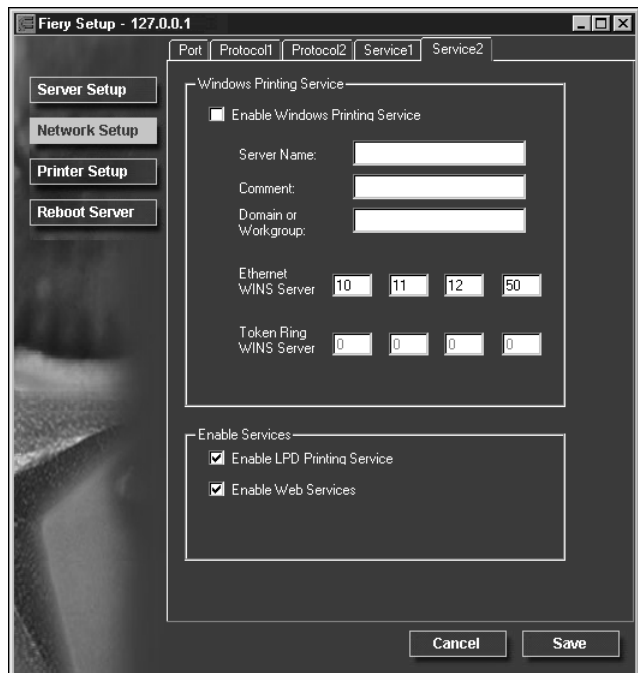 Fiery Setup - 127.0.0.1
Port Protocol1 Protocol2 Service1 Service2
Server Setup
Network Setup
Printer Setup
Reboot Server
Windows Printing Service
Enable Windows Printing Service
Server Name:
Comment:
Domain or
Workgroup:
Ethernet
WINS Server 10 11 12 50
Token Ring
WINS Server 0 0 0 0
Enable Services
Enable LPD Printing Service
Enable Web Services
Cancel Save